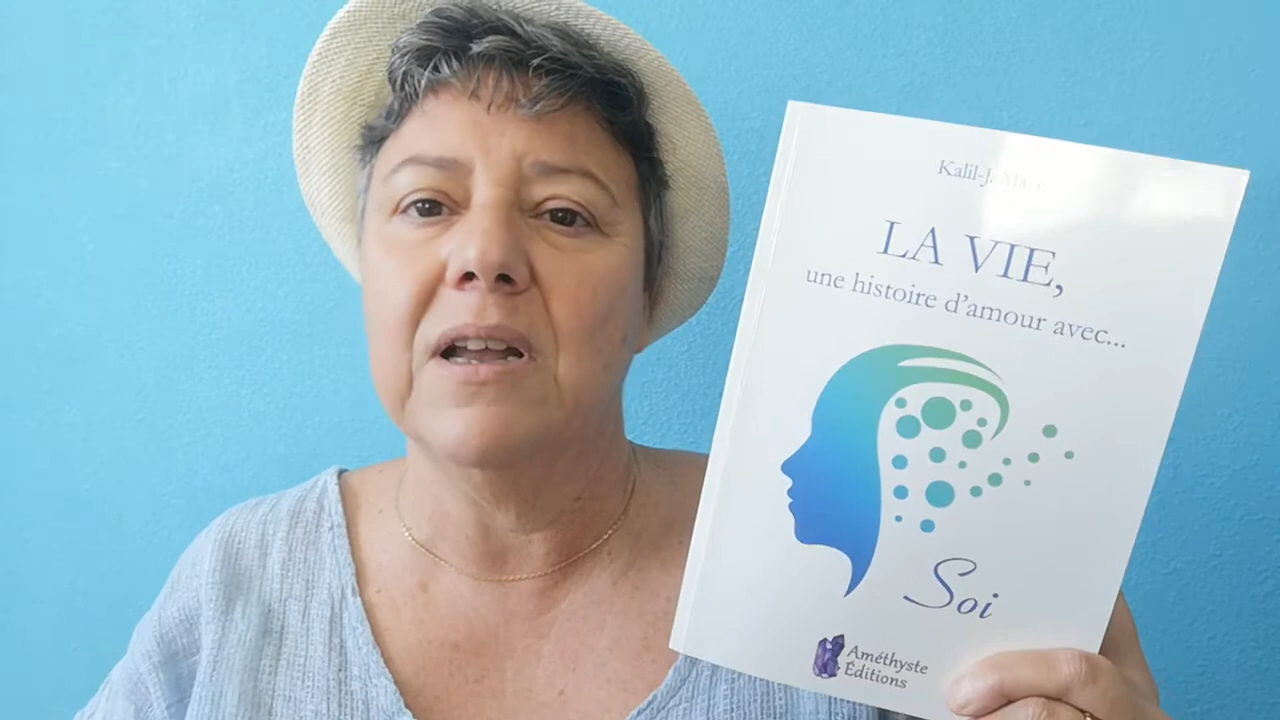 LA VIE,
une histoire d'amour avec...
Soi
Améthyste
Éditions